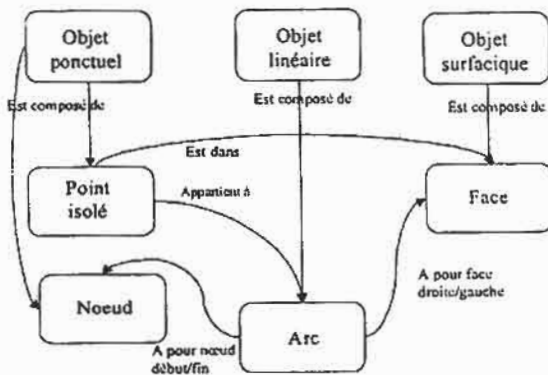 Objet
ponctuel
Objet
linéaire
Objet
surfacique
Est composé de
Est composé de
Est composé de
Est dans
Point
isolé
Appartient à
Face
A pour face
droite/gauche
Noeud
A pour nœud
début/fin
Arc